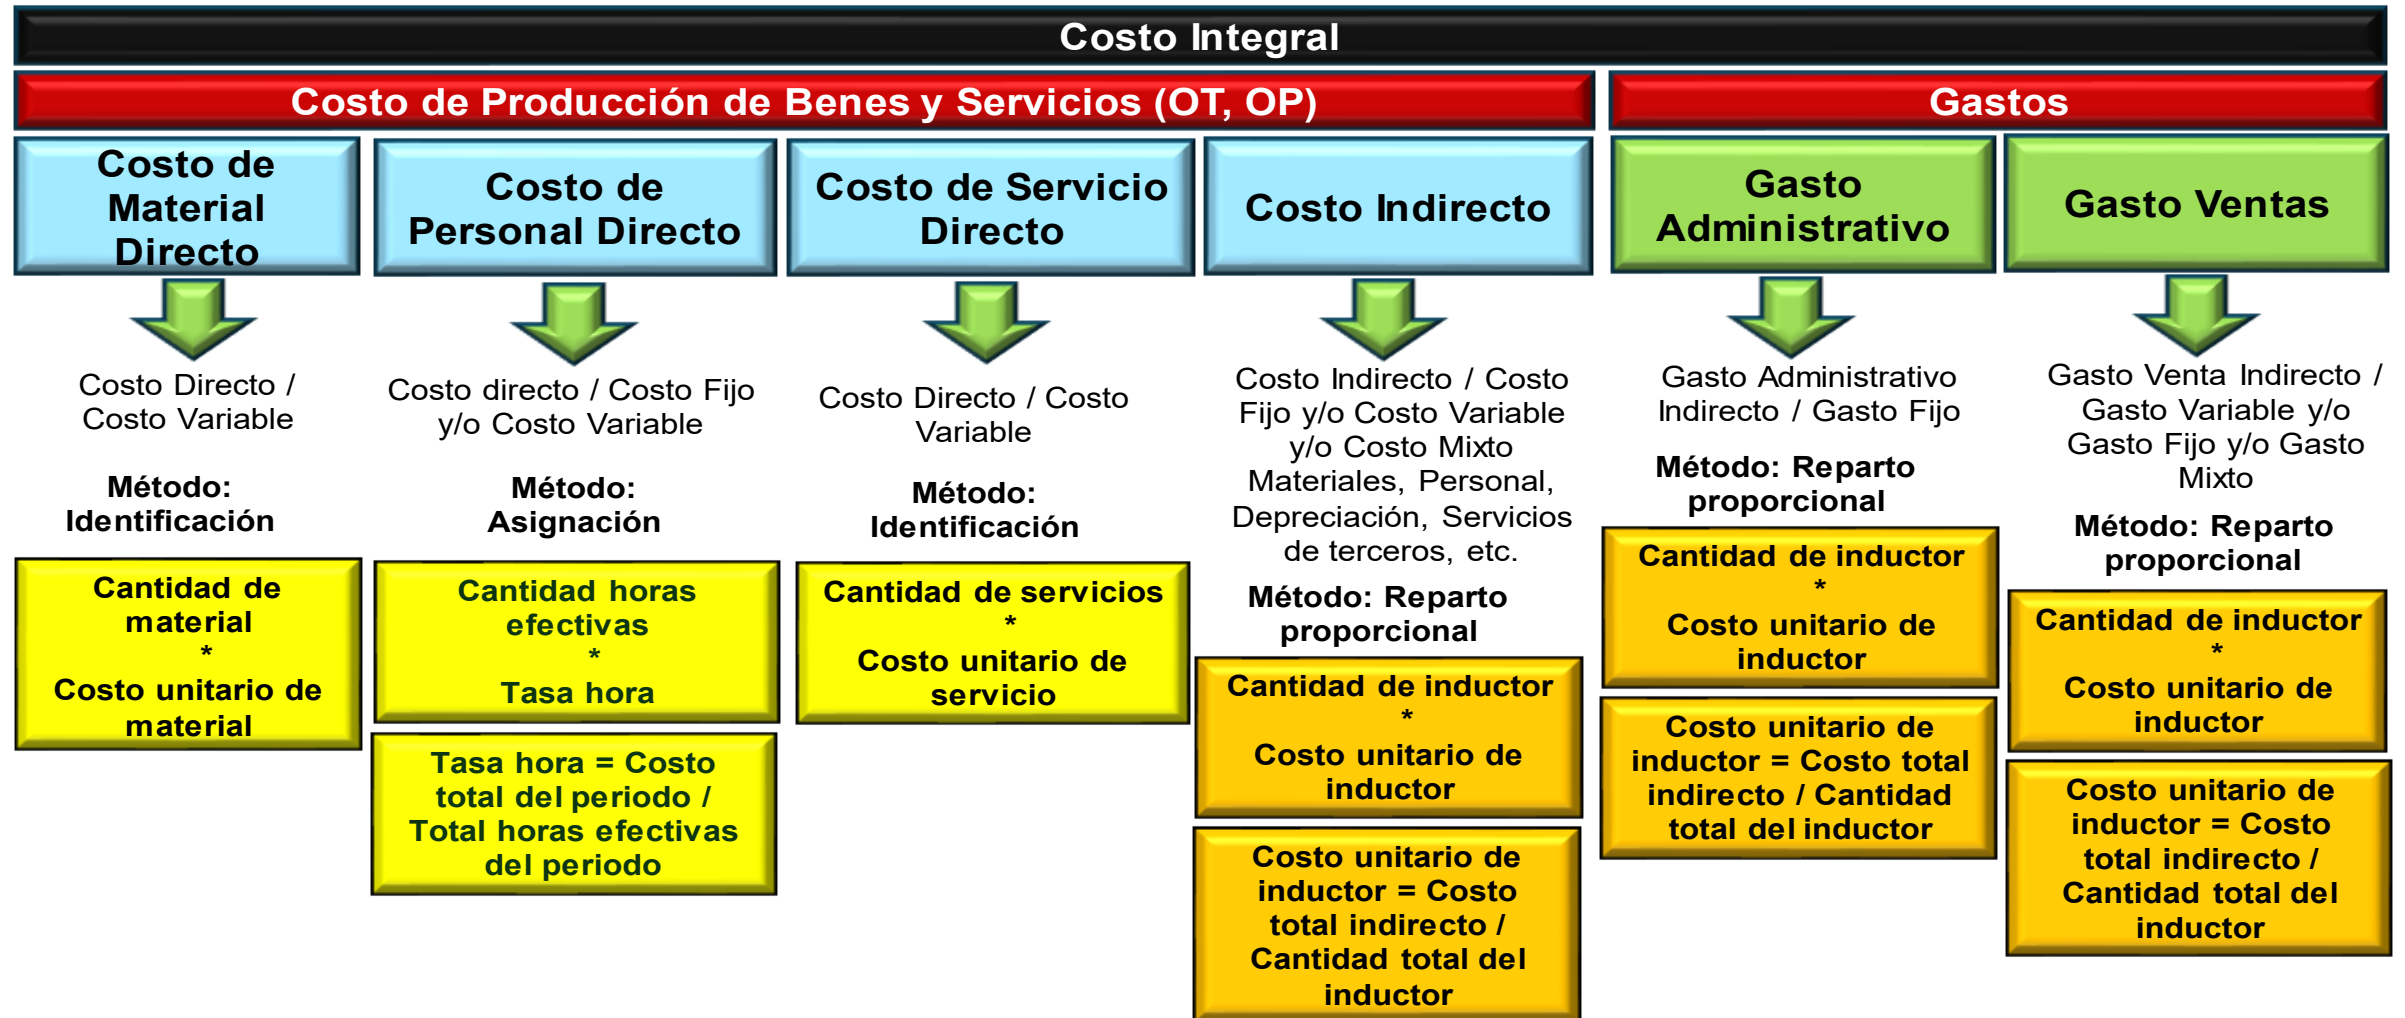 Costo Integral
Costo de Producción de Benes y Servicios (OT, OP)
Gastos
Costo de
Material
Directo
Costo Directo /
Costo Variable
Método:
Identificación
Cantidad de
material
*
Costo unitario de
material
Costo de
Personal Directo
Costo directo / Costo Fijo
y/o Costo Variable
Método:
Asignación
Cantidad horas
efectivas
*
Tasa hora
Tasa hora = Costo
total del periodo /
Total horas efectivas
del periodo
Costo de Servicio
Directo
Costo Directo / Costo
Variable
Método:
Identificación
Cantidad de servicios
*
Costo unitario de
servicio
Costo Indirecto
Costo Indirecto / Costo
Fijo y/o Costo Variable
y/o Costo Mixto
Materiales, Personal,
Depreciación, Servicios
de terceros, etc.
Método: Reparto
proporcional
Cantidad de inductor
*
Costo unitario de
inductor
Costo unitario de
inductor = Costo
total indirecto /
Cantidad total del
inductor
Gasto
Administrativo
Gasto Administrativo
Indirecto / Gasto Fijo
Método: Reparto
proporcional
Cantidad de inductor
*
Costo unitario de
inductor
Costo unitario de
inductor = Costo total
indirecto / Cantidad
total del inductor
Gasto Ventas
Gasto Venta Indirecto /
Gasto Variable y/o
Gasto Fijo y/o Gasto
Mixto
Método: Reparto
proporcional
Cantidad de inductor
*
Costo unitario de
inductor
Costo unitario de
inductor = Costo
total indirecto /
Cantidad total del
inductor